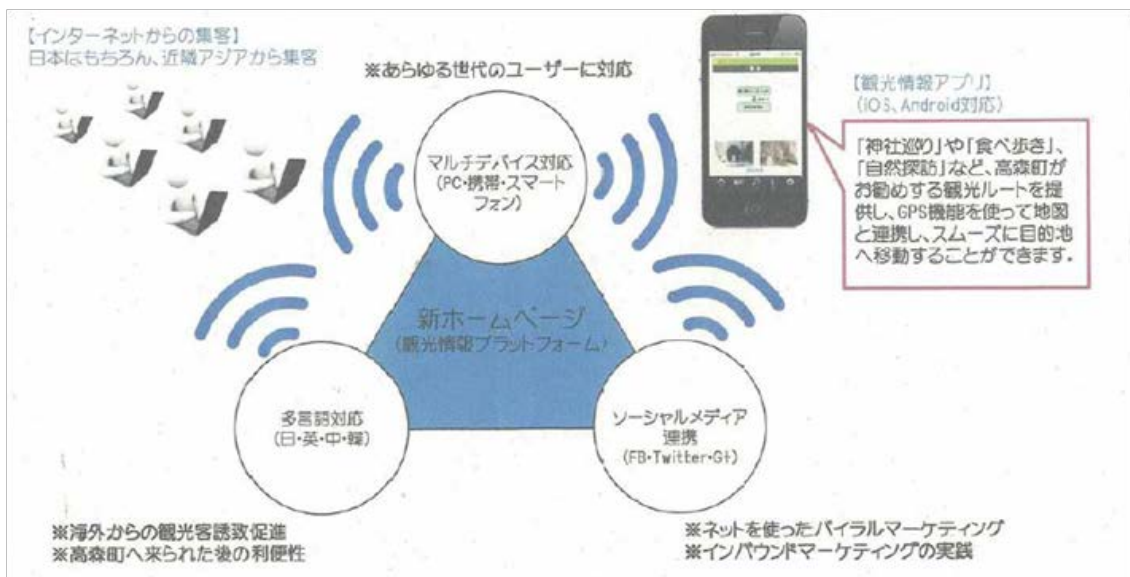 【インターネットからの集客】
日本はもちろん、近隣アジアから集客
※あらゆる世代のユーザーに対応
マルチデバイス対応
(PC・携帯・スマート
フォン)
【観光情報アプリ】
(iOS、Android対応)
「神社巡り」や「食べ歩き」、
「自然探訪」など、高森町が
お勧めする観光ルートを提
供し、GPS機能を使って地図
と連携し、スムーズに目的地
へ移動することができます。
新ホームページ
(観光情報プラットフォーム)
多言語対応
(日・英・中・韓)
ソーシャルメディア
連携
(FB・Twitter・G+)
※海外からの観光客誘致促進
※高森町へ来られた後の利便性
※ネットを使ったバイラルマーケティング
※インバウンドマーケティングの実践